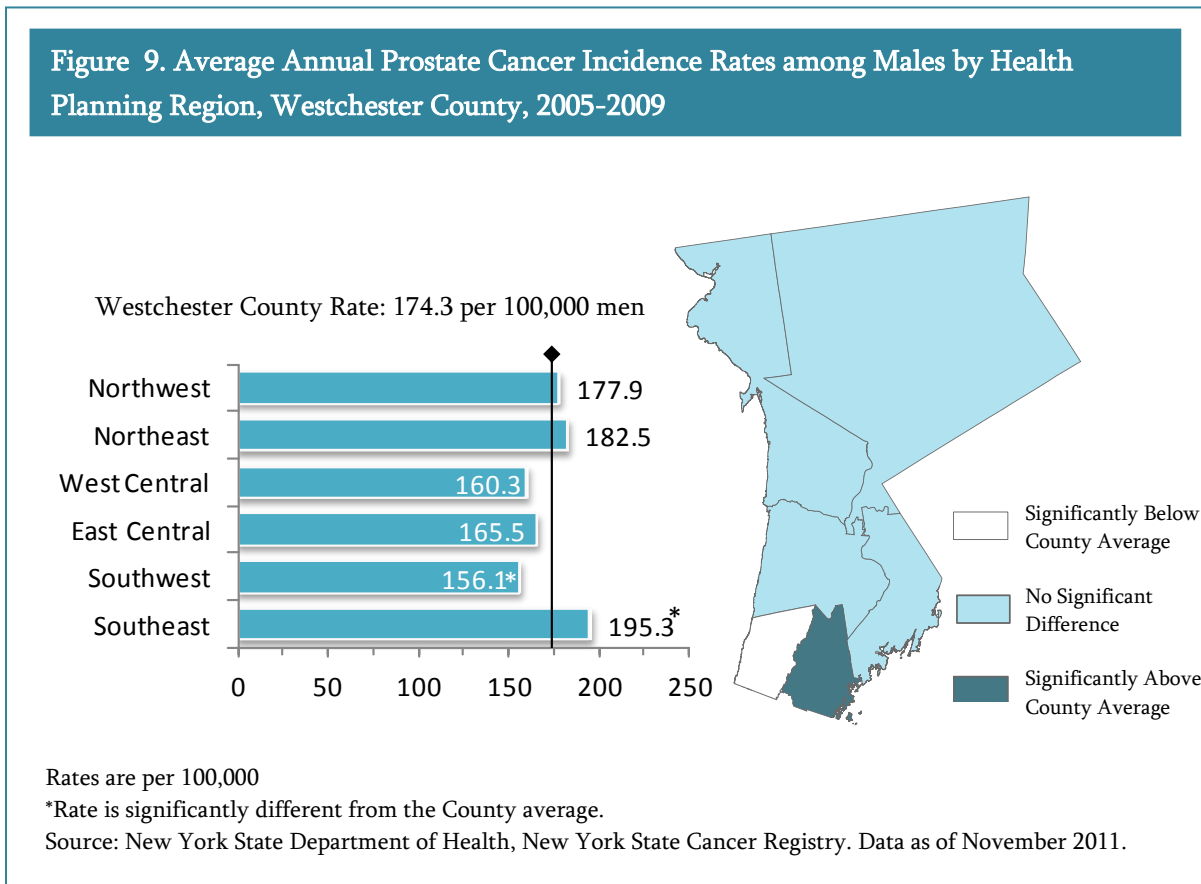 Figure 9. Average Annual Prostate Cancer Incidence Rates among Males by Health
Planning Region, Westchester County, 2005-2009
Westchester County Rate: 174.3 per 100,000 men
Northwest 177.9
Northeast 182.5
West Central 160.3
East Central 165.5
Southwest 156.1*
Southeast 195.3*
0 50 100 150 200 250
Significantly Below
County Average
No Significant
Difference
Significantly Above
County Average
Rates are per 100,000
*Rate is significantly different from the County average.
Source: New York State Department of Health, New York State Cancer Registry. Data as of November 2011.